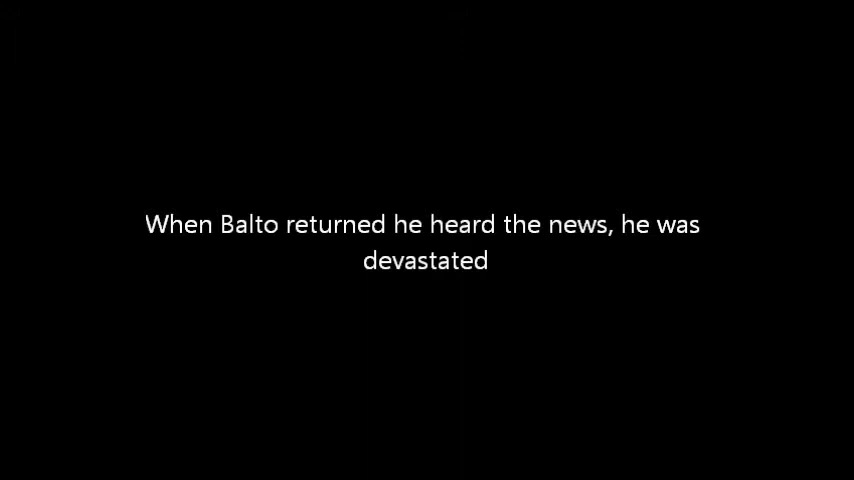 When Balto returned he heard the news, he was
devastated